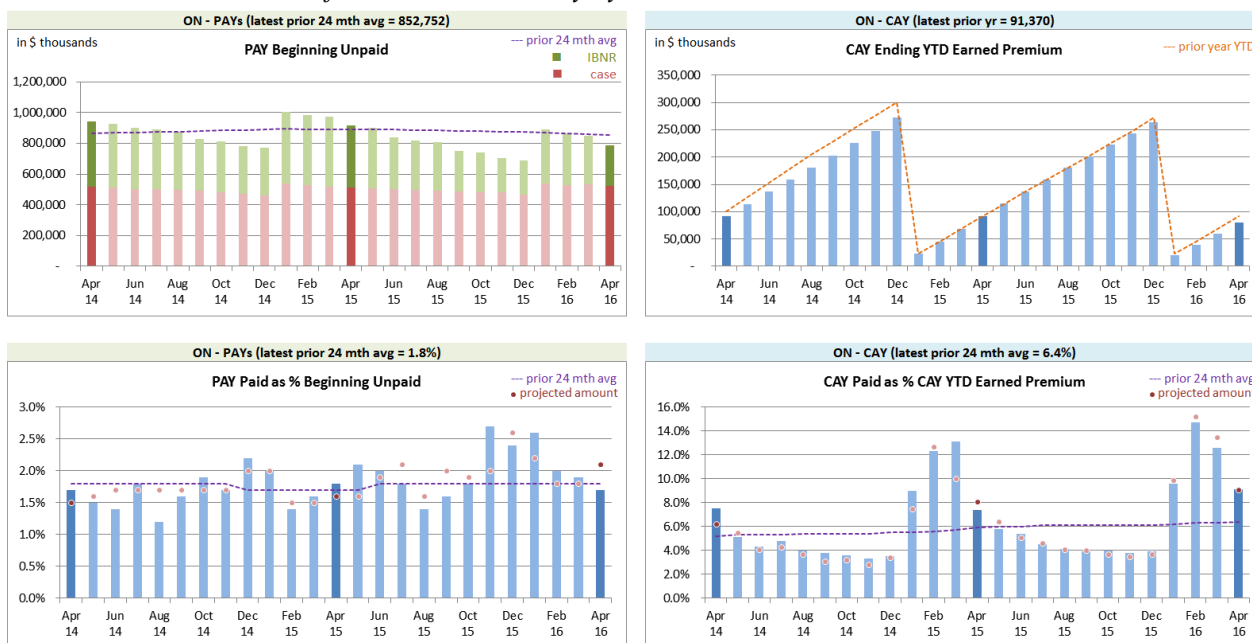 ON - PAYs (latest prior 24 mth avg = 852,752)
in $ thousands
PAY Beginning Unpaid
--- prior 24 mth avg
IBNR
case
1,200,000
1,000,000
800,000
600,000
400,000
200,000
-
Apr Jun Aug Oct Dec Feb Apr Jun Aug Oct Dec Feb Apr
14 14 14 14 14 15 15 15 15 15 15 16 16
ON - CAY (latest prior yr = 91,370)
in $ thousands
CAY Ending YTD Earned Premium
--- prior year YTD
350,000
300,000
250,000
200,000
150,000
100,000
50,000
-
Apr Jun Aug Oct Dec Feb Apr Jun Aug Oct Dec Feb Apr
14 14 14 14 14 15 15 15 15 15 15 16 16
ON - PAYs (latest prior 24 mth avg = 1.8%)
PAY Paid as % Beginning Unpaid
--- prior 24 mth avg
• projected amount
3.0%
2.5%
2.0%
1.5%
1.0%
0.5%
0.0%
Apr Jun Aug Oct Dec Feb Apr Jun Aug Oct Dec Feb Apr
14 14 14 14 14 15 15 15 15 15 15 16 16
ON - CAY (latest prior 24 mth avg = 6.4%)
CAY Paid as % CAY YTD Earned Premium
--- prior 24 mth avg
• projected amount
16.0%
14.0%
12.0%
10.0%
8.0%
6.0%
4.0%
2.0%
0.0%
Apr Jun Aug Oct Dec Feb Apr Jun Aug Oct Dec Feb Apr
14 14 14 14 14 15 15 15 15 15 15 16 16